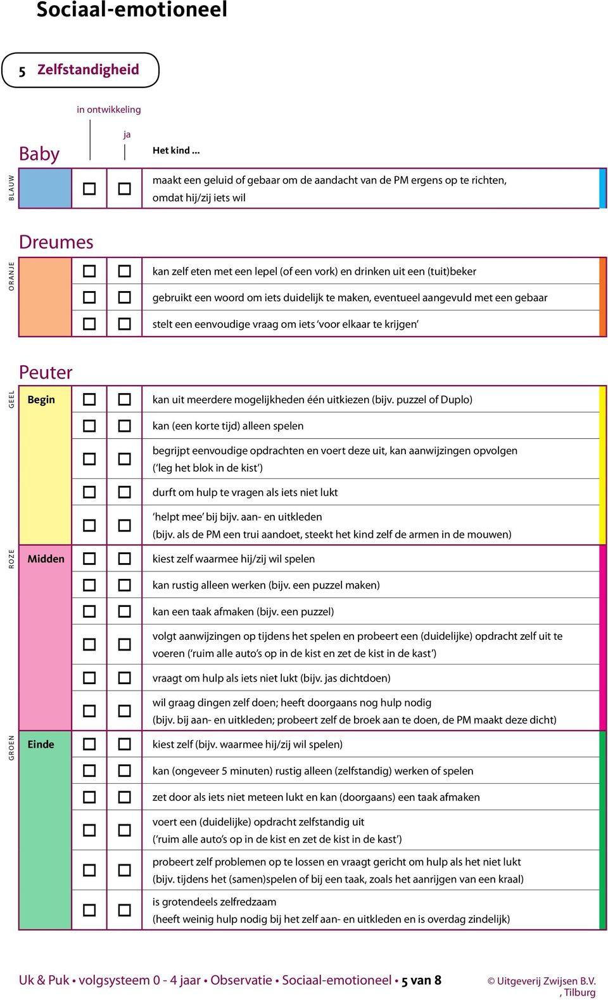 Sociaal-emotioneel
5 Zelfstandigheid
in ontwikkeling
ja
Baby
Het kind ...
BLAUW
maakt een geluid of gebaar om de aandacht van de PM ergens op te richten,
omdat hij/zij iets wil
Dreumes
ORANJE
kan zelf eten met een lepel (of een vork) en drinken uit een (tuit)beker
gebruikt een woord om iets duidelijk te maken, eventueel aangevuld met een gebaar
stelt een eenvoudige vraag om iets ‘voor elkaar te krijgen’
Peuter
GEEL
Begin
kan uit meerdere mogelijkheden één uitkiezen (bijv. puzzel of Duplo)
kan (een korte tijd) alleen spelen
begrijpt eenvoudige opdrachten en voert deze uit, kan aanwijzingen opvolgen
(‘leg het blok in de kist’)
durft om hulp te vragen als iets niet lukt
‘helpt mee’ bij bijv. aan- en uitkleden
(bijv. als de PM een trui aandoet, steekt het kind zelf de armen in de mouwen)
ROZE
Midden
kiest zelf waarmee hij/zij wil spelen
kan rustig alleen werken (bijv. een puzzel maken)
kan een taak afmaken (bijv. een puzzel)
volgt aanwijzingen op tijdens het spelen en probeert een (duidelijke) opdracht zelf uit te
voeren (‘ruim alle auto’s op in de kist en zet de kist in de kast’)
vraagt om hulp als iets niet lukt (bijv. jas dichtdoen)
wil graag dingen zelf doen; heeft doorgaans nog hulp nodig
(bijv. bij aan- en uitkleden; probeert zelf de broek aan te doen, de PM maakt deze dicht)
GROEN
Einde
kiest zelf (bijv. waarmee hij/zij wil spelen)
kan (ongeveer 5 minuten) rustig alleen (zelfstandig) werken of spelen
zet door als iets niet meteen lukt en kan (doorgaans) een taak afmaken
voert een (duidelijke) opdracht zelfstandig uit
(‘ruim alle auto’s op in de kist en zet de kist in de kast’)
probeert zelf problemen op te lossen en vraagt gericht om hulp als het niet lukt
(bijv. tijdens het (samen)spelen of bij een taak, zoals het aanrijgen van een kraal)
is grotendeels zelfredzaam
(heeft weinig hulp nodig bij het zelf aan- en uitkleden en is overdag zindelijk)
Uk & Puk • volgsysteem 0 - 4 jaar • Observatie • Sociaal-emotioneel • 5 van 8
© Uitgeverij Zwijsen B.V.
, Tilburg